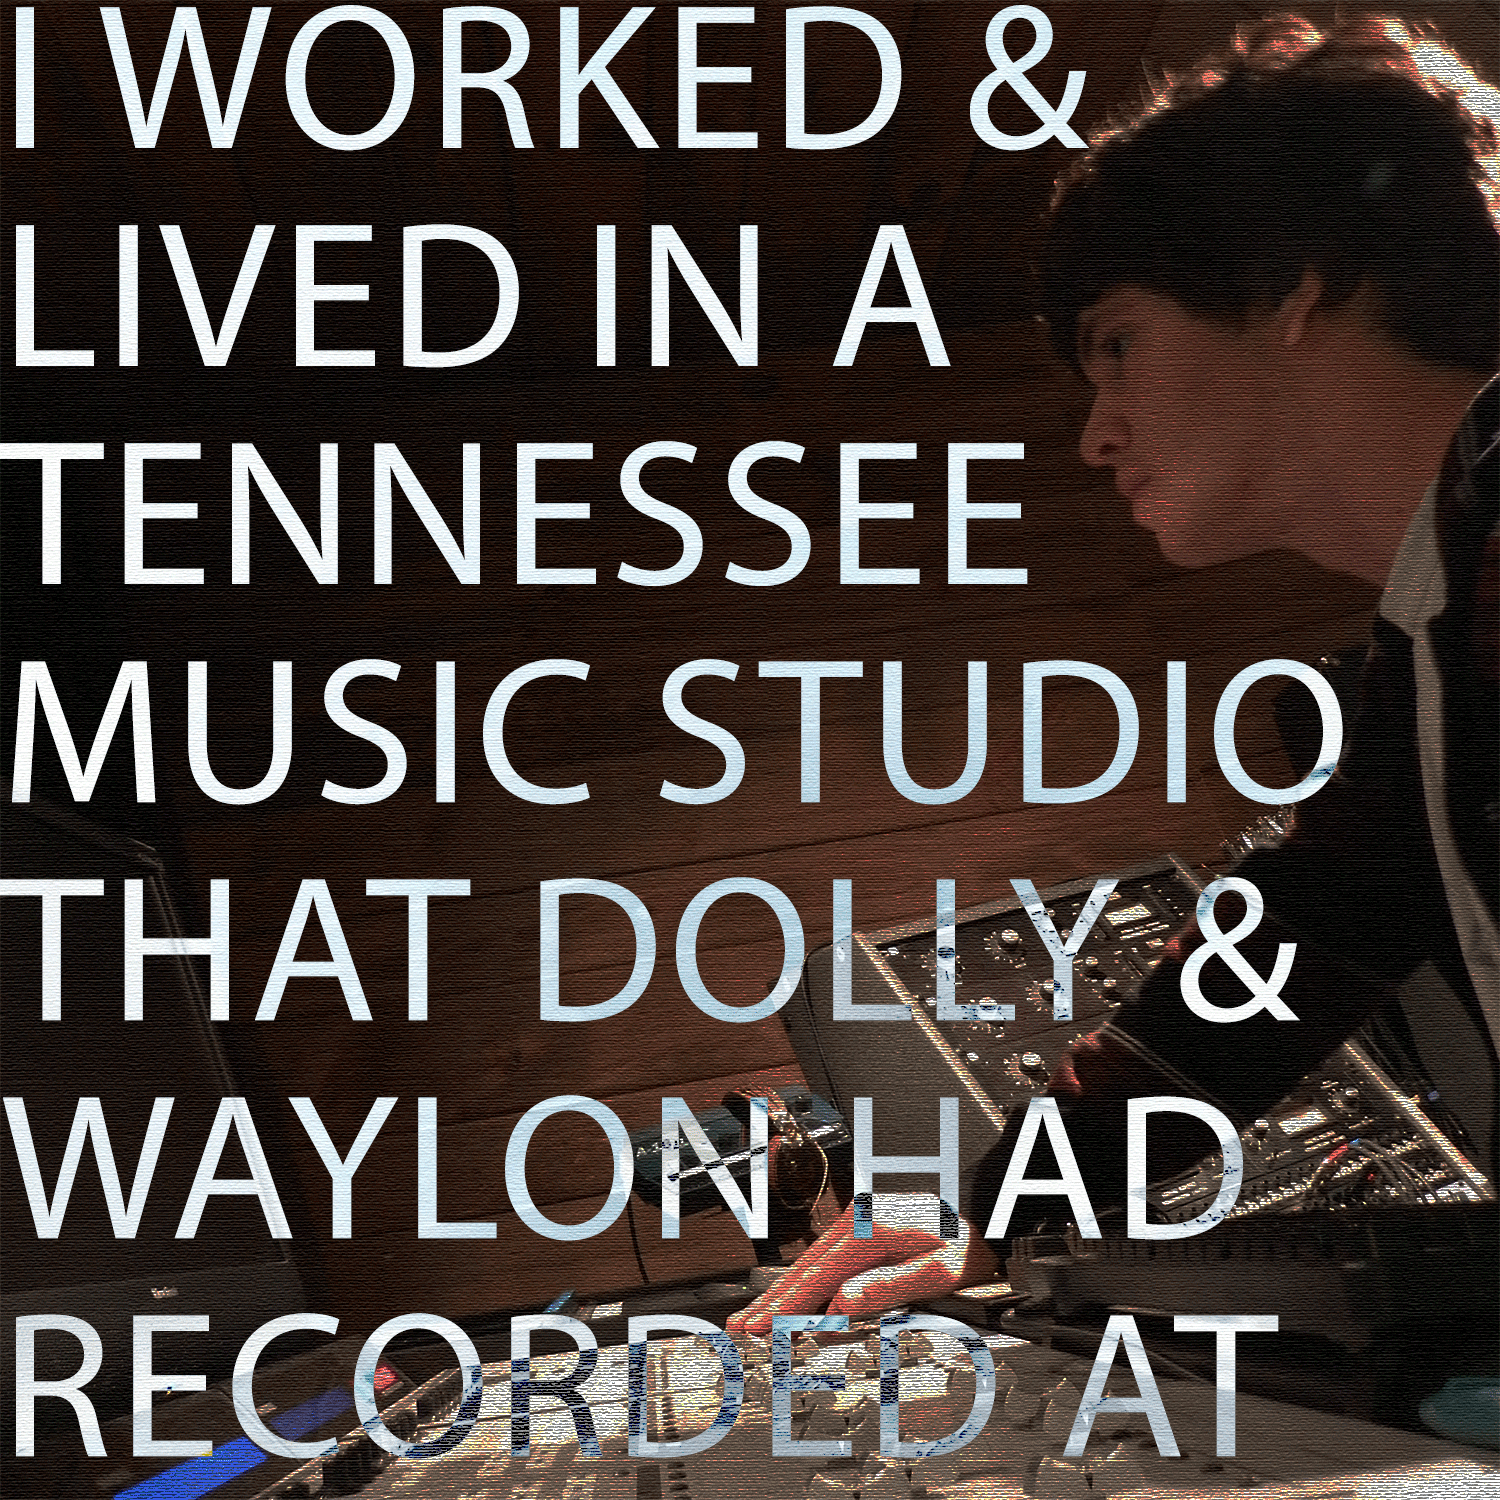 I WORKED &
LIVED IN A
TENNESSEE
MUSIC STUDIO
THAT DOLLY &
WAYLON HAD
RECORDED AT